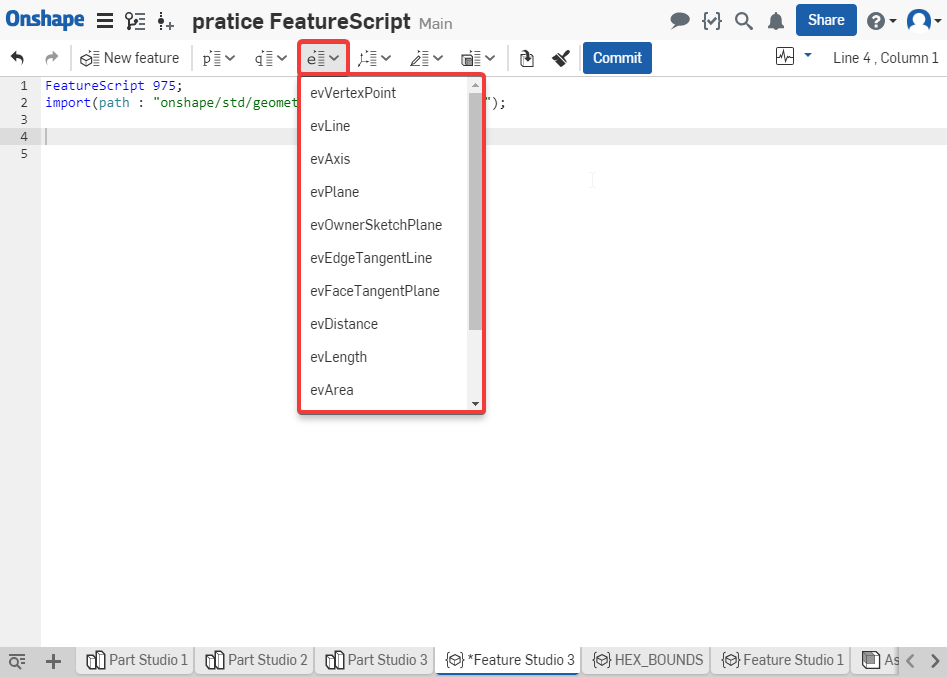 Onshape pratice FeatureScript Main Share
New feature p q e Commit Line 4 , Column 1
1 FeatureScript 975;
2 import(path : "onshape/std/geomet ");
3
4
5
evVertexPoint
evLine
evAxis
evPlane
evOwnerSketchPlane
evEdgeTangentLine
evFaceTangentPlane
evDistance
evLength
evArea
Part Studio 1 Part Studio 2 Part Studio 3 *Feature Studio 3 HEX_BOUNDS Feature Studio 1 As